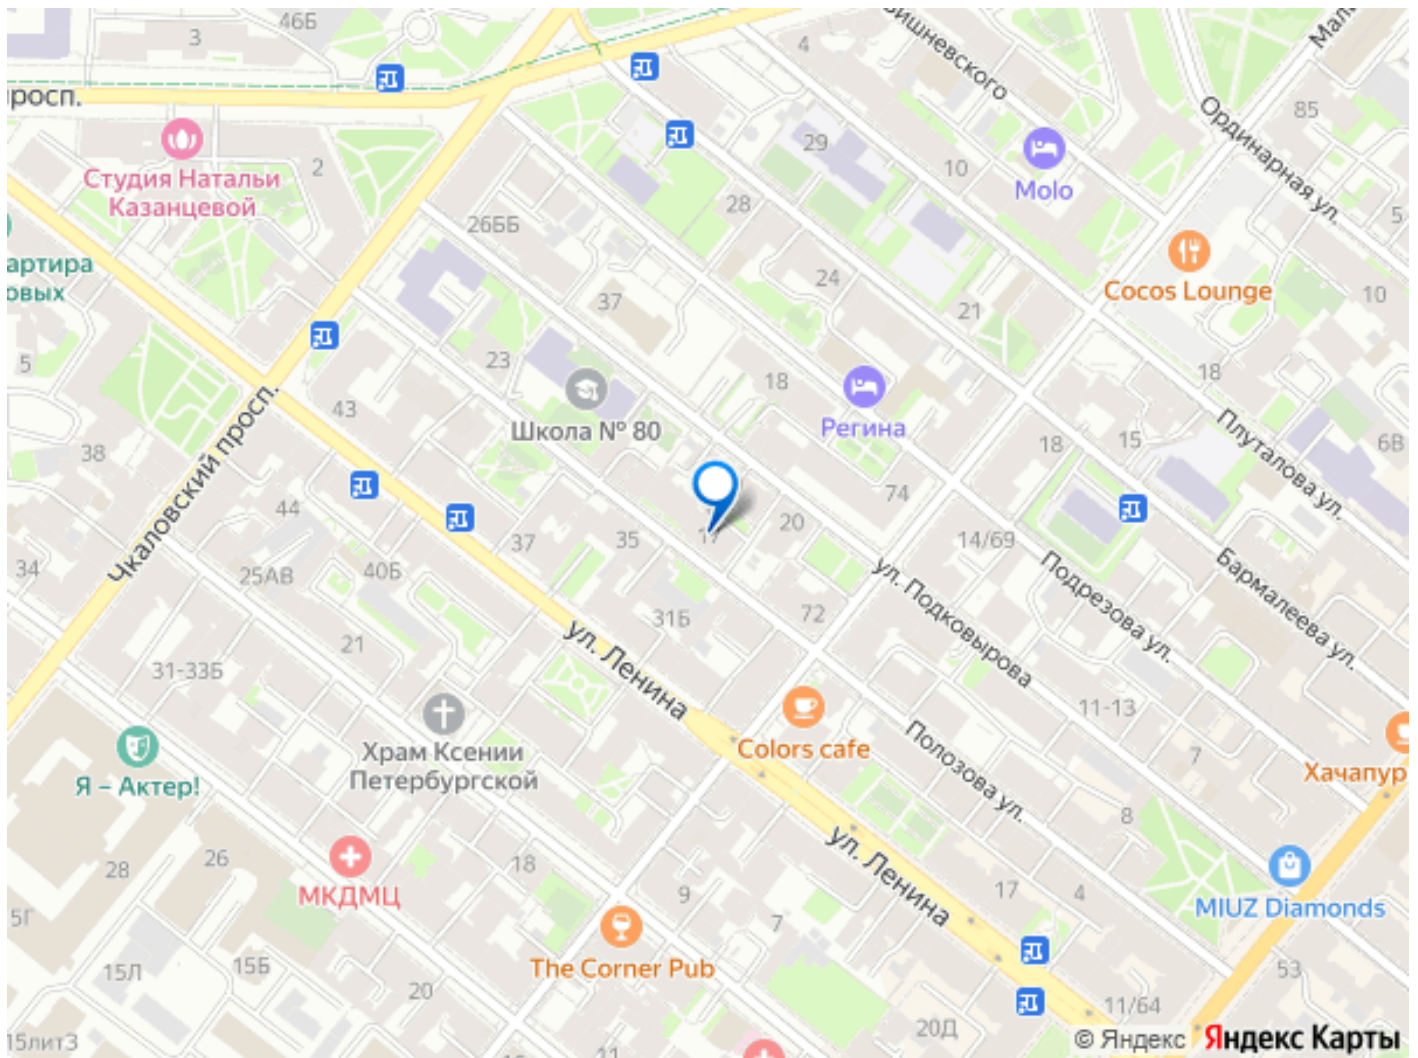 46Б
3
4
Вишневского
просп.
Студия Натальи
Казанцевой
2
29
10
Molo
85
Ординарная ул.
28
26ББ
5
артира
овых
24
37
21
Cocos Lounge
10
5
23
18
Регина
18
43
Школа № 80
Плуталова ул.
6В
38
18
15
Чкаловский просп.
44
74
37
35
17
20
14/69
34
25АВ
40Б
ул. Подковырова
Подрезова ул.
Бармалеева ул.
31Б
72
21
31-33Б
ул. Ленина
11-13
Храм Ксении
Петербургской
Colors cafe
Полозова ул.
7
Я – Актер!
Хачапур
8
ул. Ленина
28
26
18
МКДМЦ
9
17
4
5Г
7
MIUZ Diamonds
The Corner Pub
15Л
15Б
53
20
11/64
20Д
15литЗ
11
© Яндекс Яндекс Карты